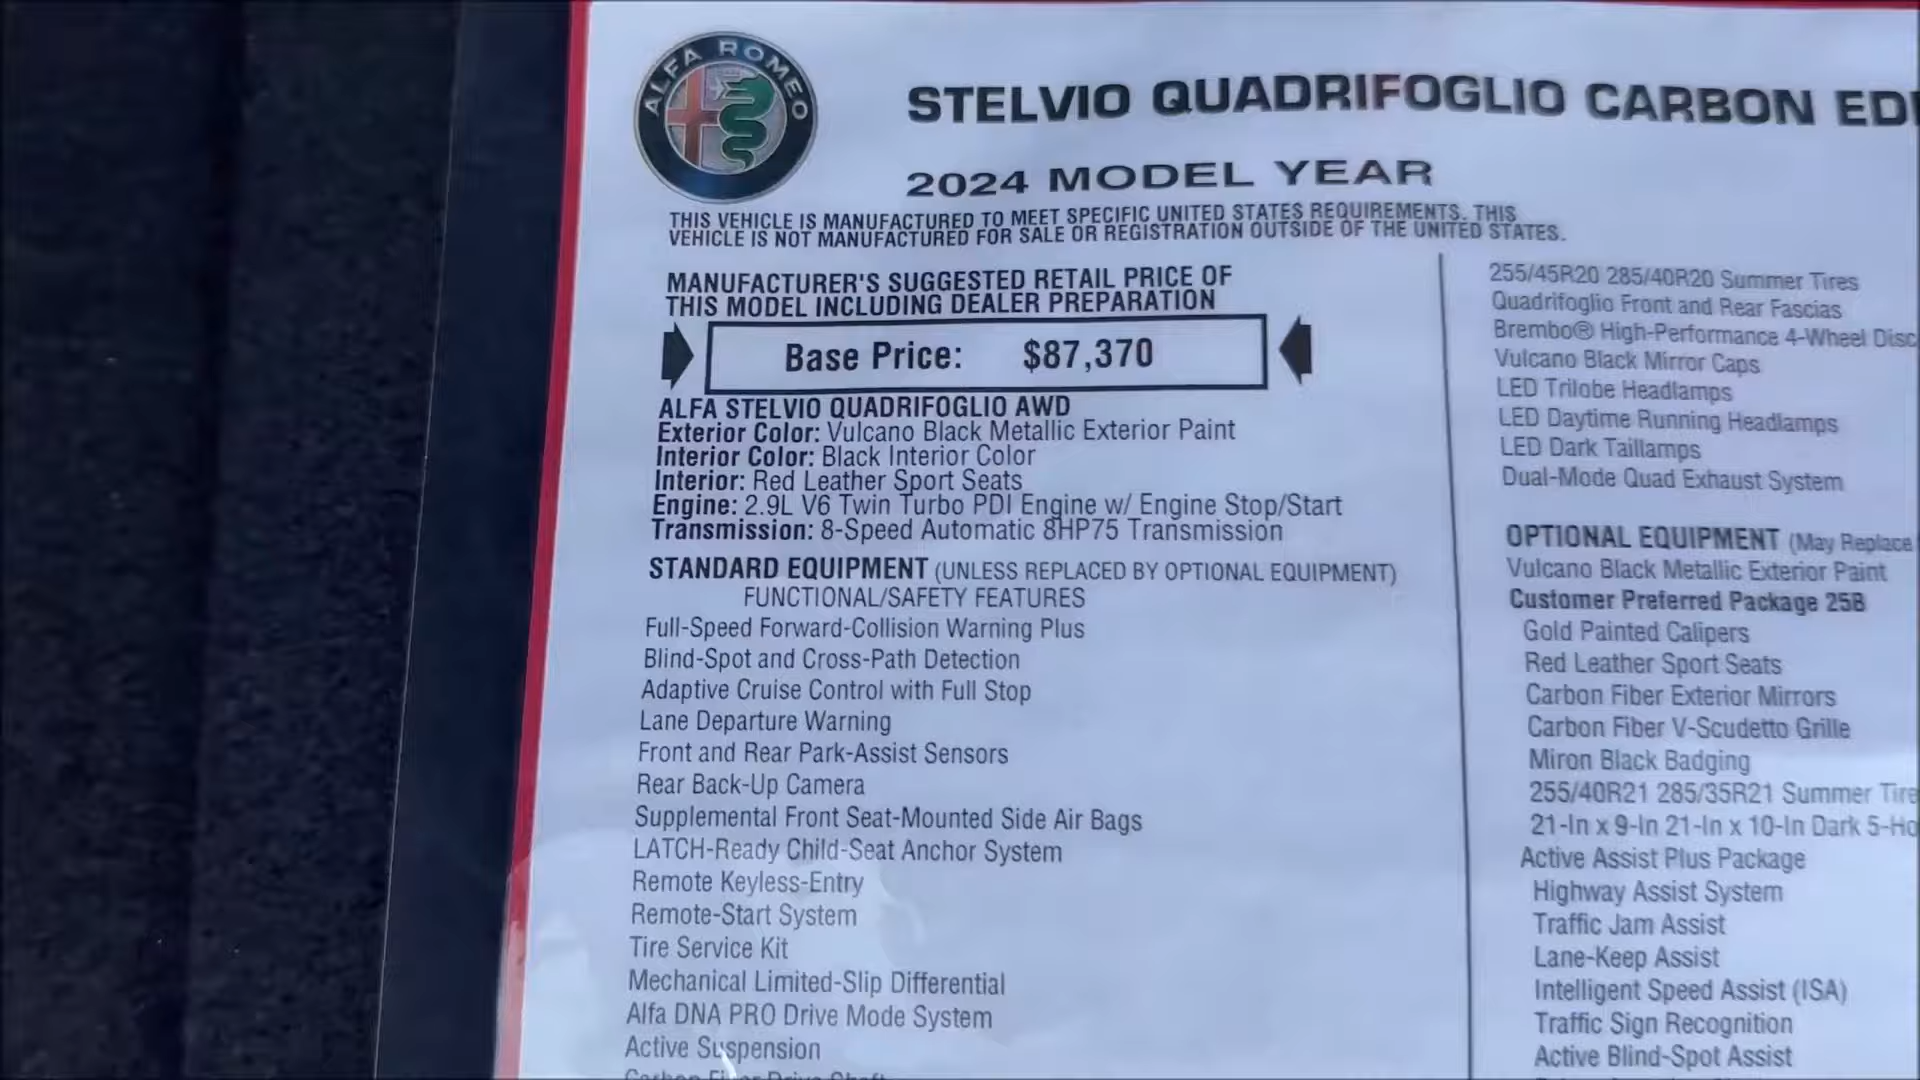 ALFA ROMEO
STELVIO QUADRIFOGLIO CARBON EDI
2024 MODEL YEAR
THIS VEHICLE IS MANUFACTURED TO MEET SPECIFIC UNITED STATES REQUIREMENTS. THIS
VEHICLE IS NOT MANUFACTURED FOR SALE OR REGISTRATION OUTSIDE OF THE UNITED STATES.
MANUFACTURER'S SUGGESTED RETAIL PRICE OF
THIS MODEL INCLUDING DEALER PREPARATION
Base Price: $87,370
ALFA STELVIO QUADRIFOGLIO AWD
Exterior Color: Vulcano Black Metallic Exterior Paint
Interior Color: Black Interior Color
Interior: Red Leather Sport Seats
Engine: 2.9L V6 Twin Turbo PDI Engine w/ Engine Stop/Start
Transmission: 8-Speed Automatic 8HP75 Transmission
STANDARD EQUIPMENT (UNLESS REPLACED BY OPTIONAL EQUIPMENT)
FUNCTIONAL/SAFETY FEATURES
Full-Speed Forward-Collision Warning Plus
Blind-Spot and Cross-Path Detection
Adaptive Cruise Control with Full Stop
Lane Departure Warning
Front and Rear Park-Assist Sensors
Rear Back-Up Camera
Supplemental Front Seat-Mounted Side Air Bags
LATCH-Ready Child-Seat Anchor System
Remote Keyless-Entry
Remote-Start System
Tire Service Kit
Mechanical Limited-Slip Differential
Alfa DNA PRO Drive Mode System
Active Suspension
Carbon Fiber Drive Shaft
255/45R20 285/40R20 Summer Tires
Quadrifoglio Front and Rear Fascias
Brembo® High-Performance 4-Wheel Disc
Vulcano Black Mirror Caps
LED Trilobe Headlamps
LED Daytime Running Headlamps
LED Dark Taillamps
Dual-Mode Quad Exhaust System
OPTIONAL EQUIPMENT (May Replace
Vulcano Black Metallic Exterior Paint
Customer Preferred Package 25B
Gold Painted Calipers
Red Leather Sport Seats
Carbon Fiber Exterior Mirrors
Carbon Fiber V-Scudetto Grille
Miron Black Badging
255/40R21 285/35R21 Summer Tire
21-In x 9-In 21-In x 10-In Dark 5-Ho
Active Assist Plus Package
Highway Assist System
Traffic Jam Assist
Lane-Keep Assist
Intelligent Speed Assist (ISA)
Traffic Sign Recognition
Active Blind-Spot Assist